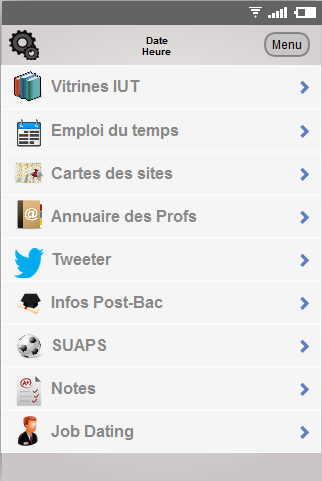 Date
Heure
Menu
Vitrines IUT
Emploi du temps
Cartes des sites
@
Annuaire des Profs
Tweeter
Infos Post-Bac
SUAPS
A+
Notes
Job Dating